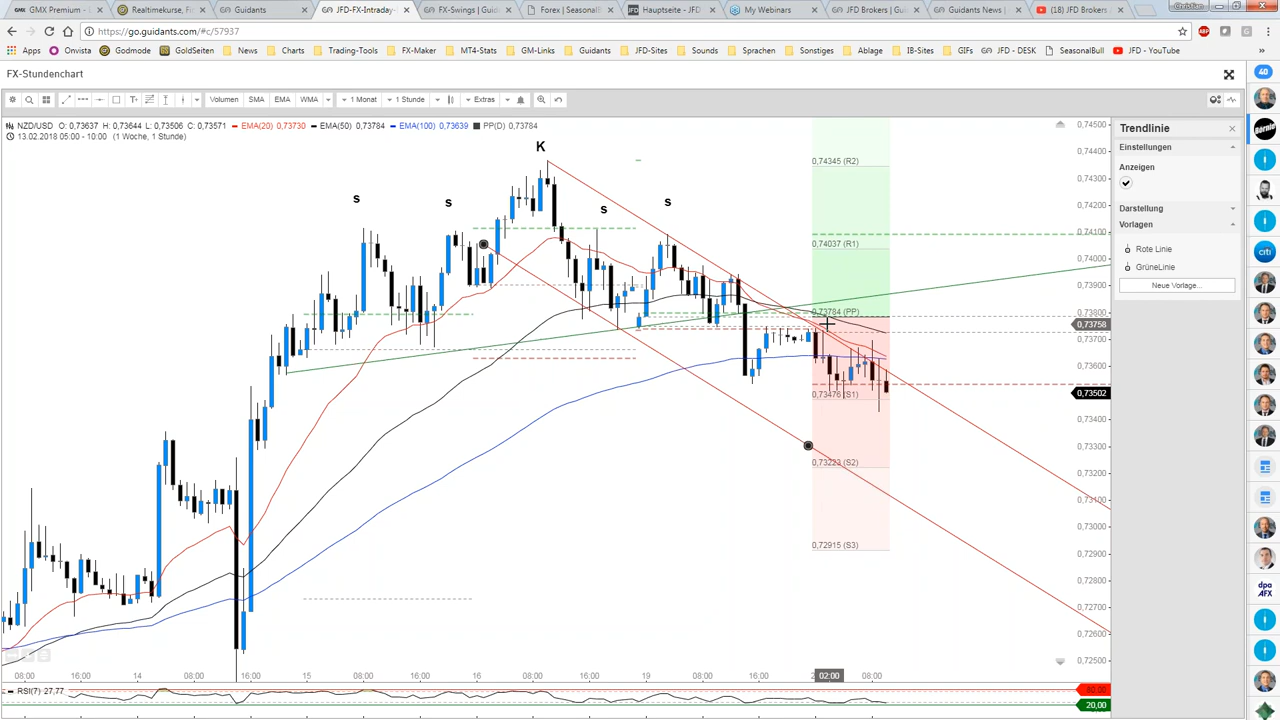 GMX Premium -
Realtimekurse, Fi
Guidants
JFD-FX-Intraday-
FX-Swings | Guida
Forex | SeasonalB
Hauptseite - JFD
My Webinars
JFD Brokers | Gu
Guidants News |
(18) JFD Brokers
Christian
https://go.guidants.com/#c/57937
Apps Onvista Godmode GoldSeiten News Charts Trading-Tools FX-Maker MT4-Stats GM-Links Guidants JFD-Sites Sounds Sprachen Sonstiges Ablage IB-Sites GIFs JFD - DESK SeasonalBull JFD - YouTube
FX-Stundenchart
40
Volumen SMA EMA WMA 1 Monat 1 Stunde Extras
NZD/USD O: 0,73637 H: 0,73644 L: 0,73506 C: 0,73571 EMA(20) 0,73730 EMA(50) 0,73784 EMA(100) 0,73639 PP(D) 0,73784
13.02.2018 05:00 - 10:00 (1 Woche, 1 Stunde)
Trendlinie
Einstellungen
Anzeigen
Darstellung
Vorlagen
Rote Linie
GrüneLinie
Neue Vorlage...
K
s
s
s
s
0,74345 (R2)
0,74037 (R1)
0,73784 (PP)
0,73476 (S1)
0,73223 (S2)
0,72915 (S3)
0,74500
0,74400
0,74300
0,74200
0,74100
0,74000
0,73900
0,73758
0,73700
0,73600
0,73502
0,73400
0,73300
0,73200
0,73100
0,73000
0,72900
0,72800
0,72700
0,72600
0,72500
08:00 16:00 14 08:00 16:00 15 08:00 16:00 16 08:00 16:00 19 08:00 16:00 02:00 08:00
RSI(7) 27,77
80,00
20,00
Bornio
citi
dpa
AFX